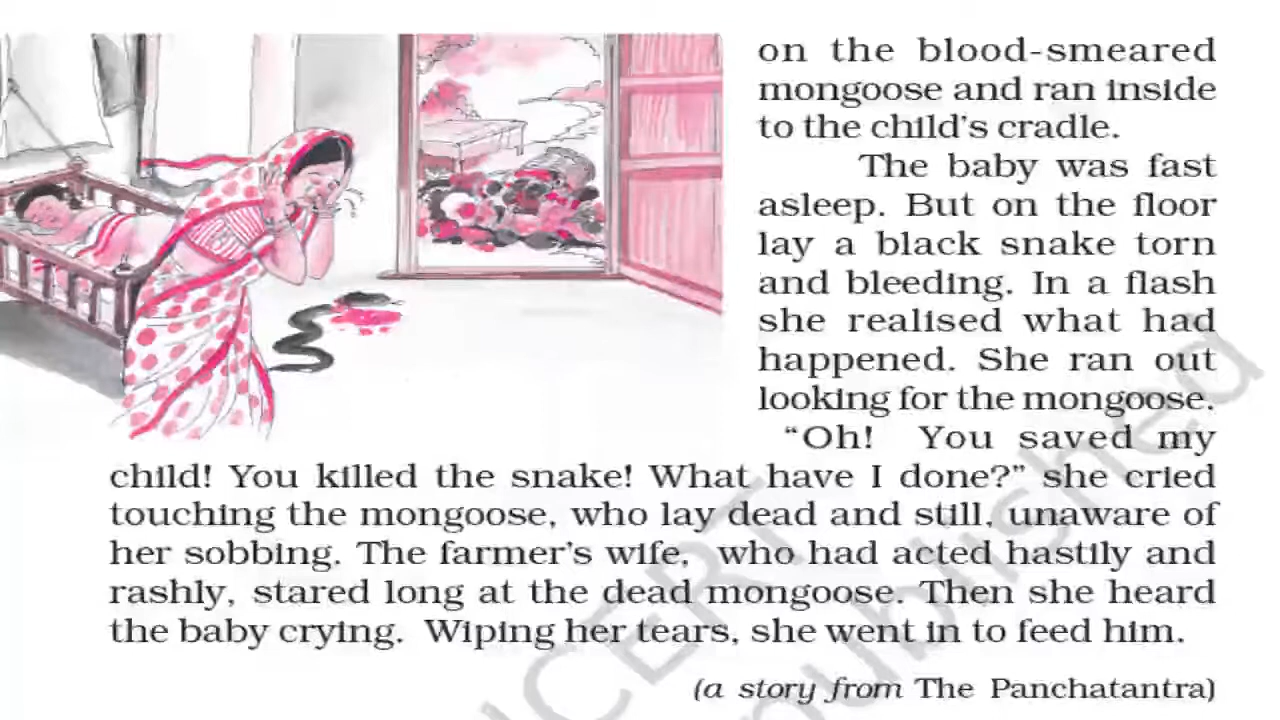 on the blood-smeared
mongoose and ran inside
to the child's cradle.
The baby was fast
asleep. But on the floor
lay a black snake torn
and bleeding. In a flash
she realised what had
happened. She ran out
looking for the mongoose.
“Oh! You saved my
child! You killed the snake! What have I done?” she cried
touching the mongoose, who lay dead and still, unaware of
her sobbing. The farmer's wife, who had acted hastily and
rashly, stared long at the dead mongoose. Then she heard
the baby crying. Wiping her tears, she went in to feed him.
(a story from The Panchatantra)
NCERT
published